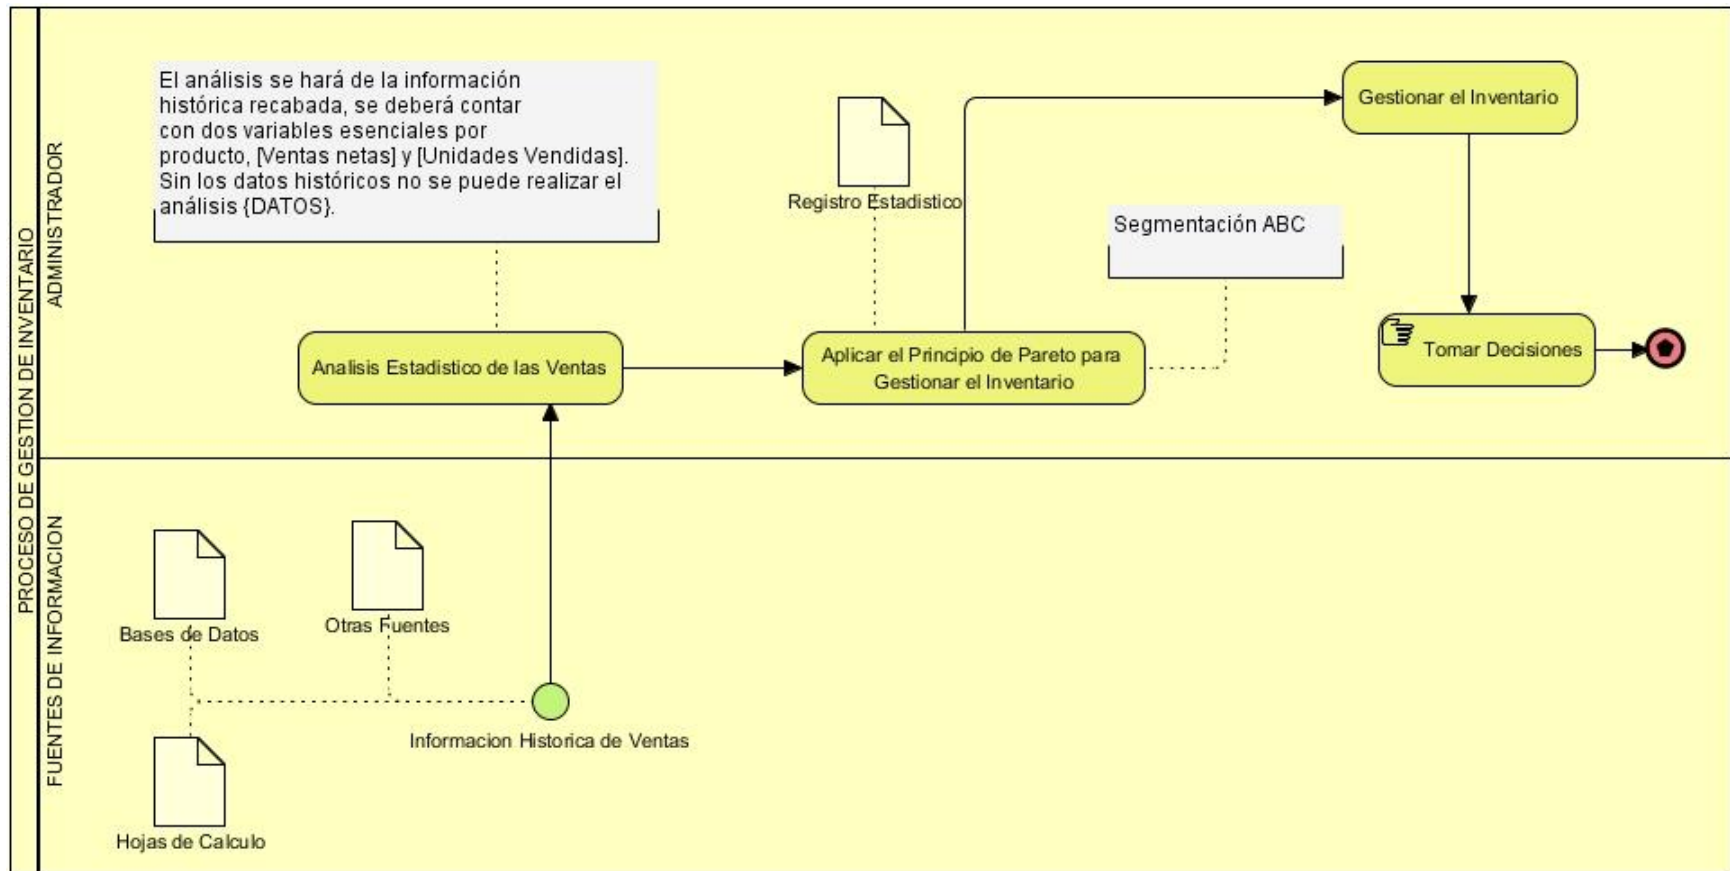 PROCESO DE GESTION DE INVENTARIO
ADMINISTRADOR
El análisis se hará de la información
histórica recabada, se deberá contar
con dos variables esenciales por
producto, [Ventas netas] y [Unidades Vendidas].
Sin los datos históricos no se puede realizar el
análisis {DATOS}.
Registro Estadistico
Segmentación ABC
Gestionar el Inventario
Analisis Estadistico de las Ventas
Aplicar el Principio de Pareto para
Gestionar el Inventario
Tomar Decisiones
FUENTES DE INFORMACION
Bases de Datos
Otras Fuentes
Informacion Historica de Ventas
Hojas de Calculo